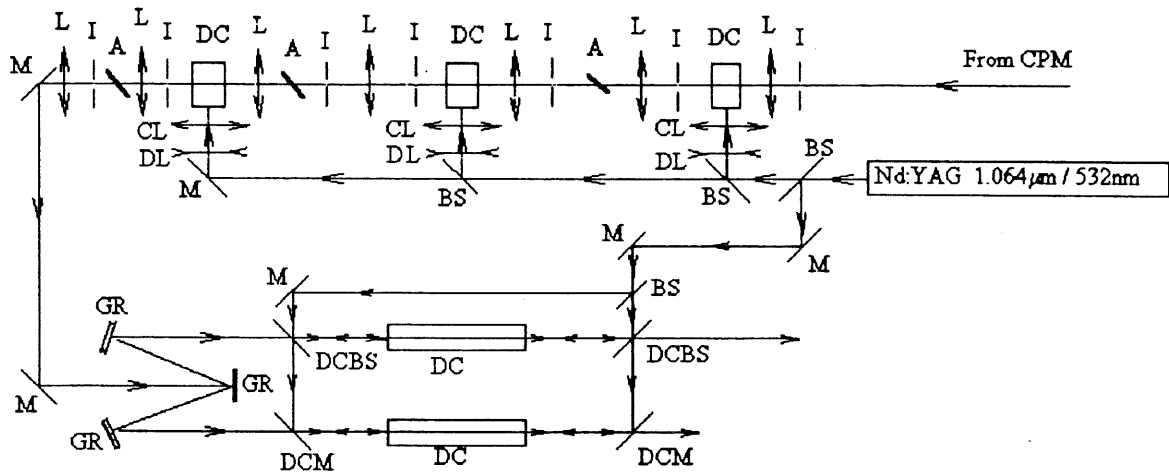 L I A L I DC L A I L I DC L I A L I DC L I
M
From CPM
CL CL CL
DL DL DL
M BS BS BS
Nd:YAG 1.064µm / 532nm
M M
M BS
GR
DCBS DC DCBS
M GR
GR
DCM DC DCM